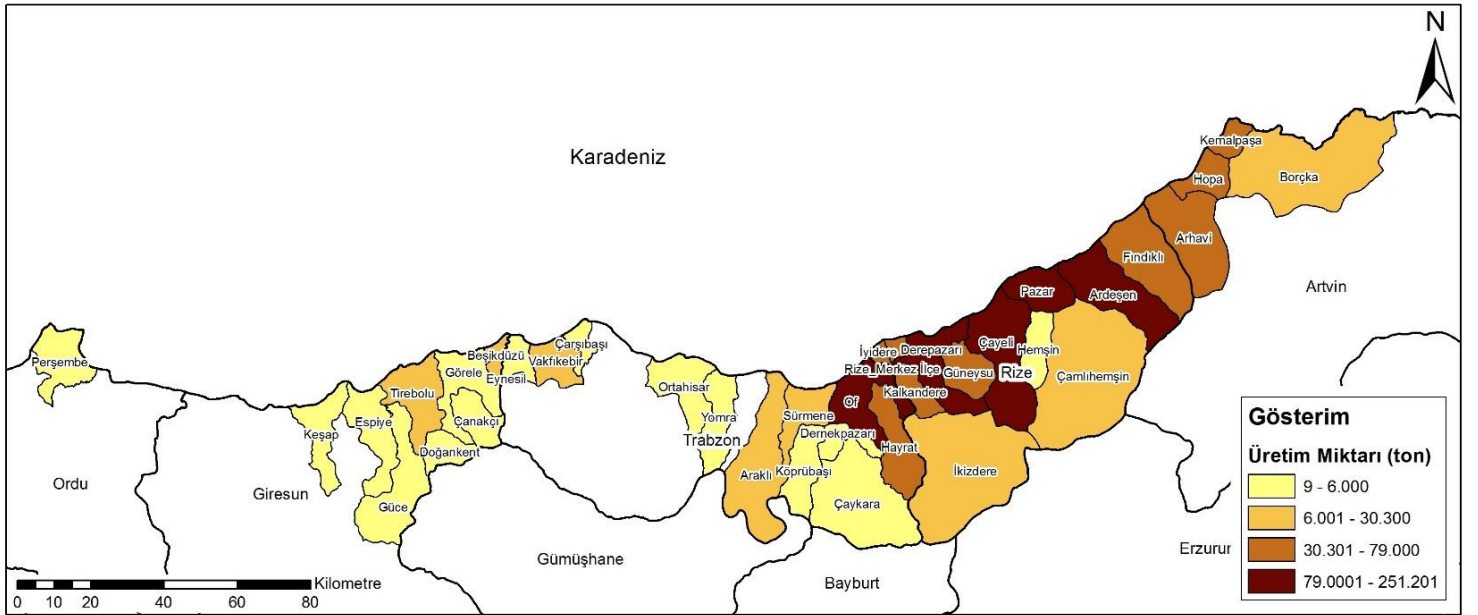 N
Karadeniz
Kemalpaşa
Hopa
Borçka
Arhavi
Fındıklı
Artvin
Pazar
Ardeşen
Çayeli
Hemşin
Rize
Çamlıhemşin
İyidere
Derepazarı
Rize_Merkez İlçe
Güneysu
Kalkandere
Of
Sürmene
Dernekpazarı
Hayrat
İkizdere
Araklı
Köprübaşı
Çaykara
Perşembe
Çarşıbaşı
Beşikdüzü
Vakfıkebir
Görele
Eynesil
Tirebolu
Ortahisar
Yomra
Trabzon
Keşap
Espiye
Çanakçı
Doğankent
Güce
Ordu
Giresun
Gümüşhane
Bayburt
Erzurur
Gösterim
Üretim Miktarı (ton)
9 - 6.000
6.001 - 30.300
30.301 - 79.000
79.0001 - 251.201
Kilometre
0 10 20 40 60 80